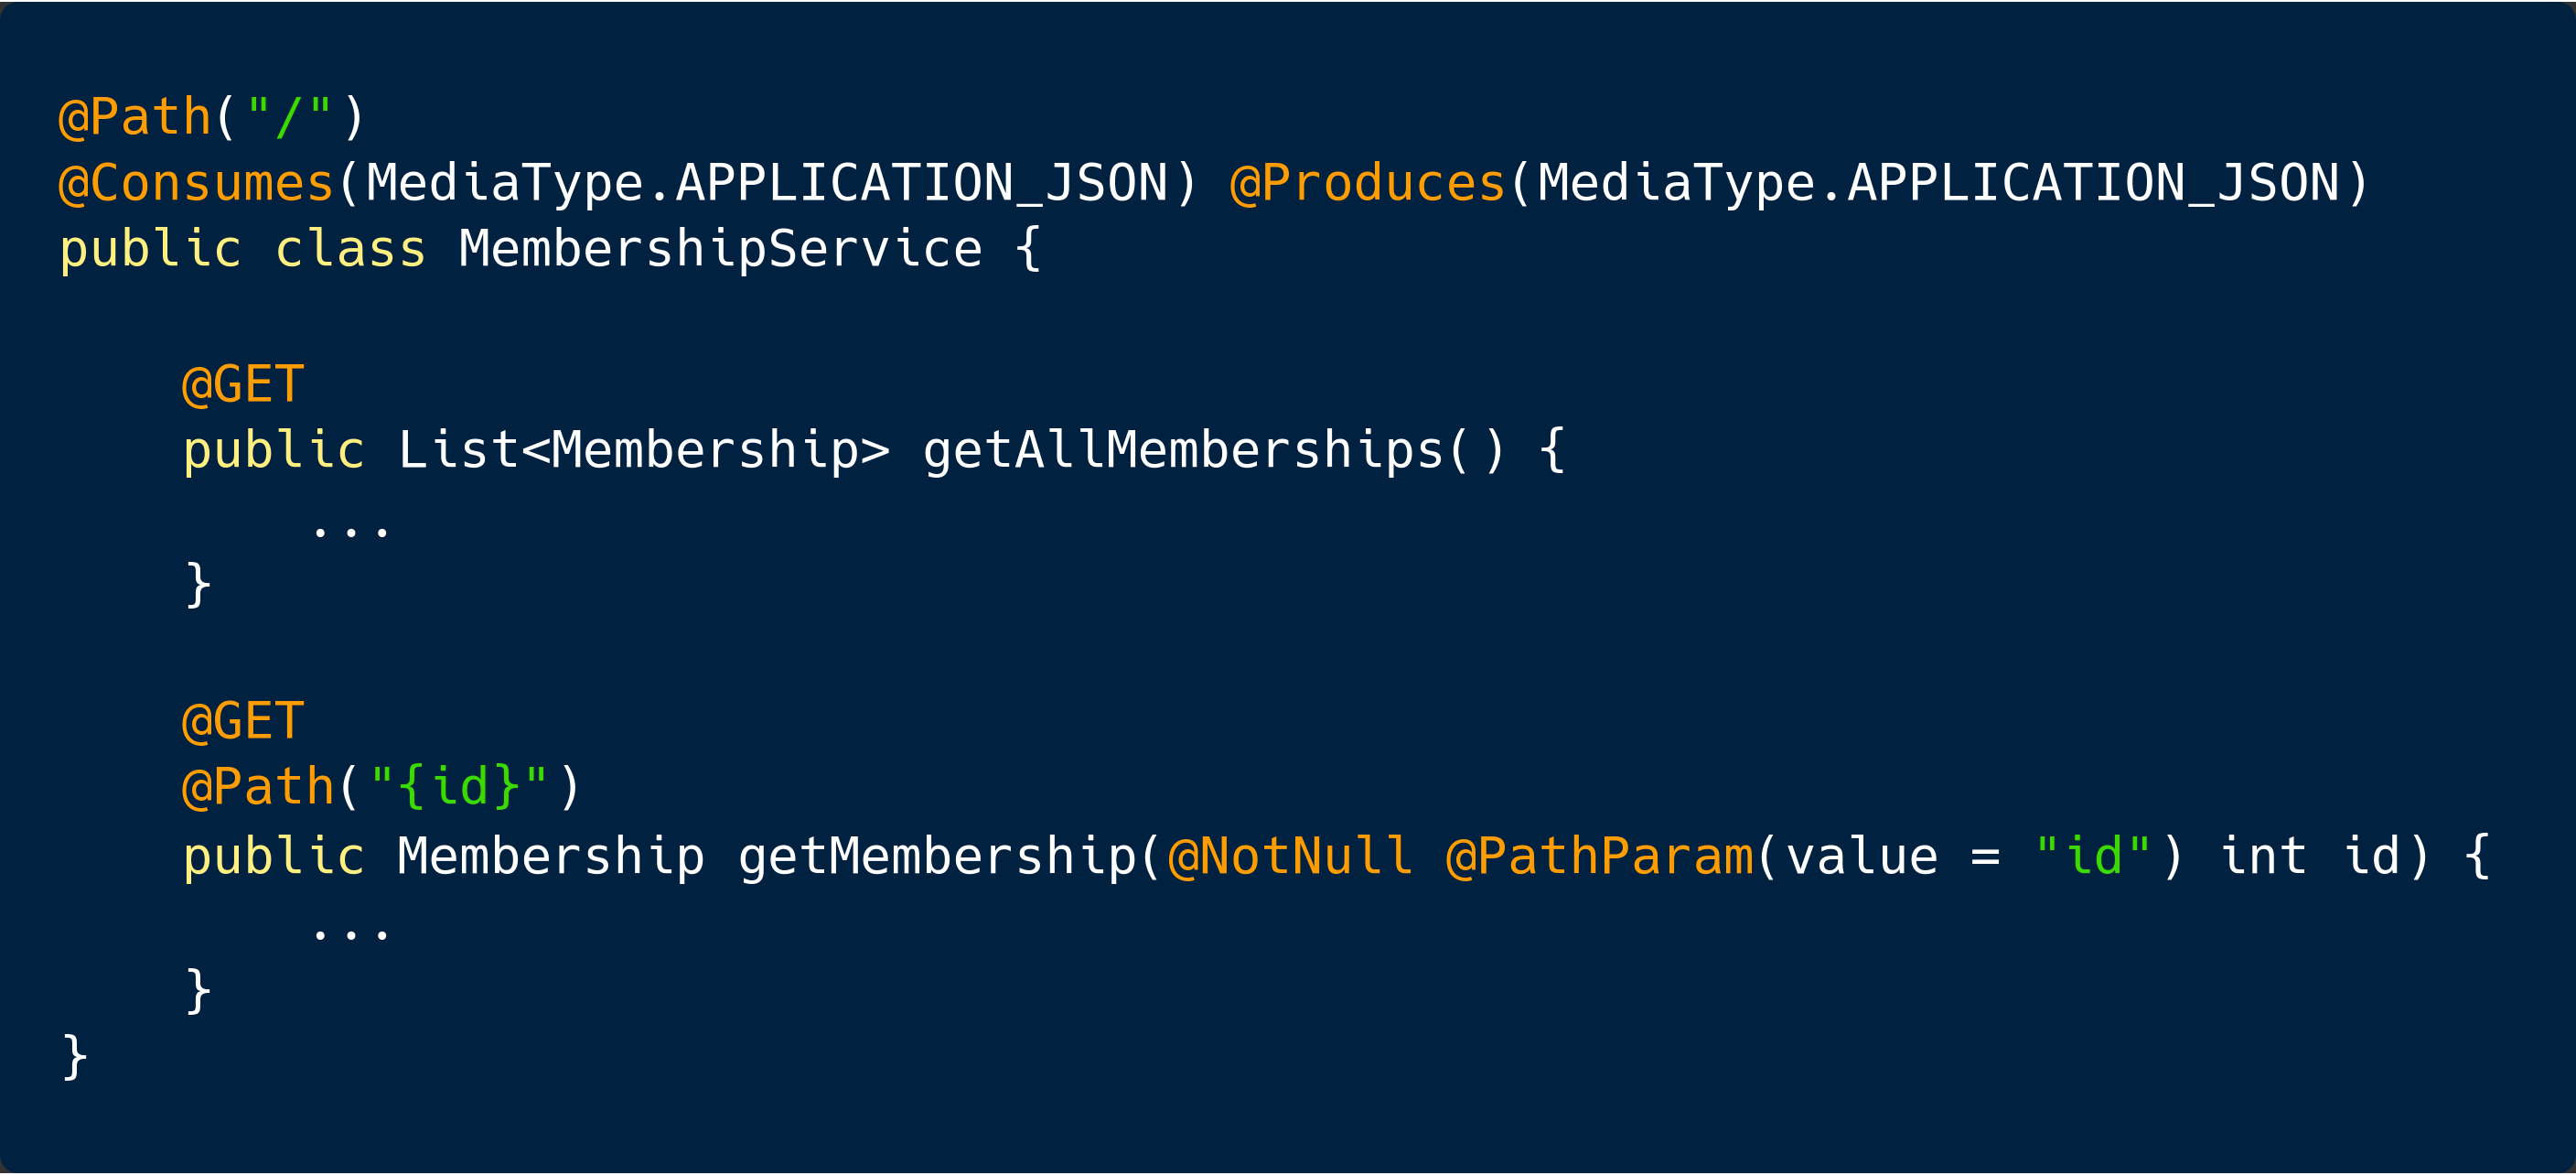 @Path("/")
@Consumes(MediaType.APPLICATION_JSON) @Produces(MediaType.APPLICATION_JSON)
public class MembershipService {
@GET
public List<Membership> getAllMemberships() {
...
}
@GET
@Path("{id}")
public Membership getMembership(@NotNull @PathParam(value = "id") int id) {
...
}
}